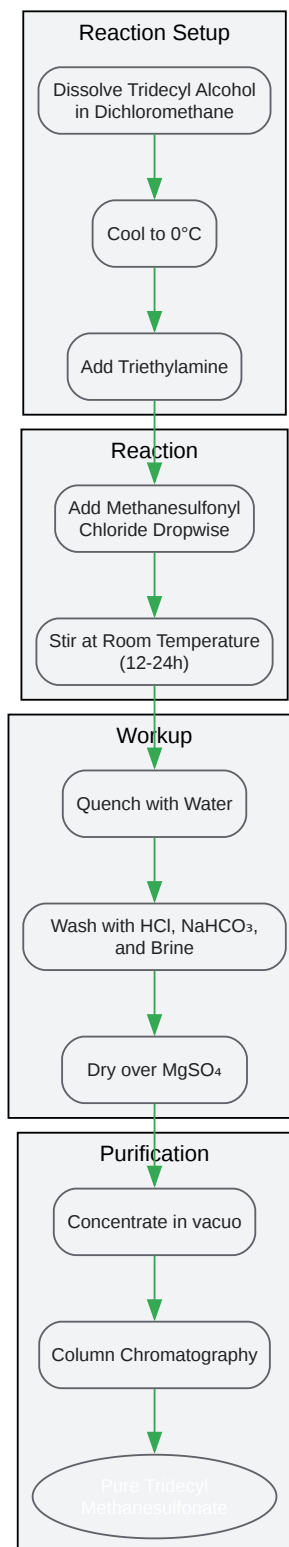 Reaction Setup
Dissolve Tridecyl Alcohol
in Dichloromethane
Cool to 0°C
Add Triethylamine
Reaction
Add Methanesulfonyl
Chloride Dropwise
Stir at Room Temperature
(12-24h)
Workup
Quench with Water
Wash with HCl, NaHCO₃,
and Brine
Dry over MgSO₄
Purification
Concentrate in vacuo
Column Chromatography
Pure Tridecyl
Methanesulfonate